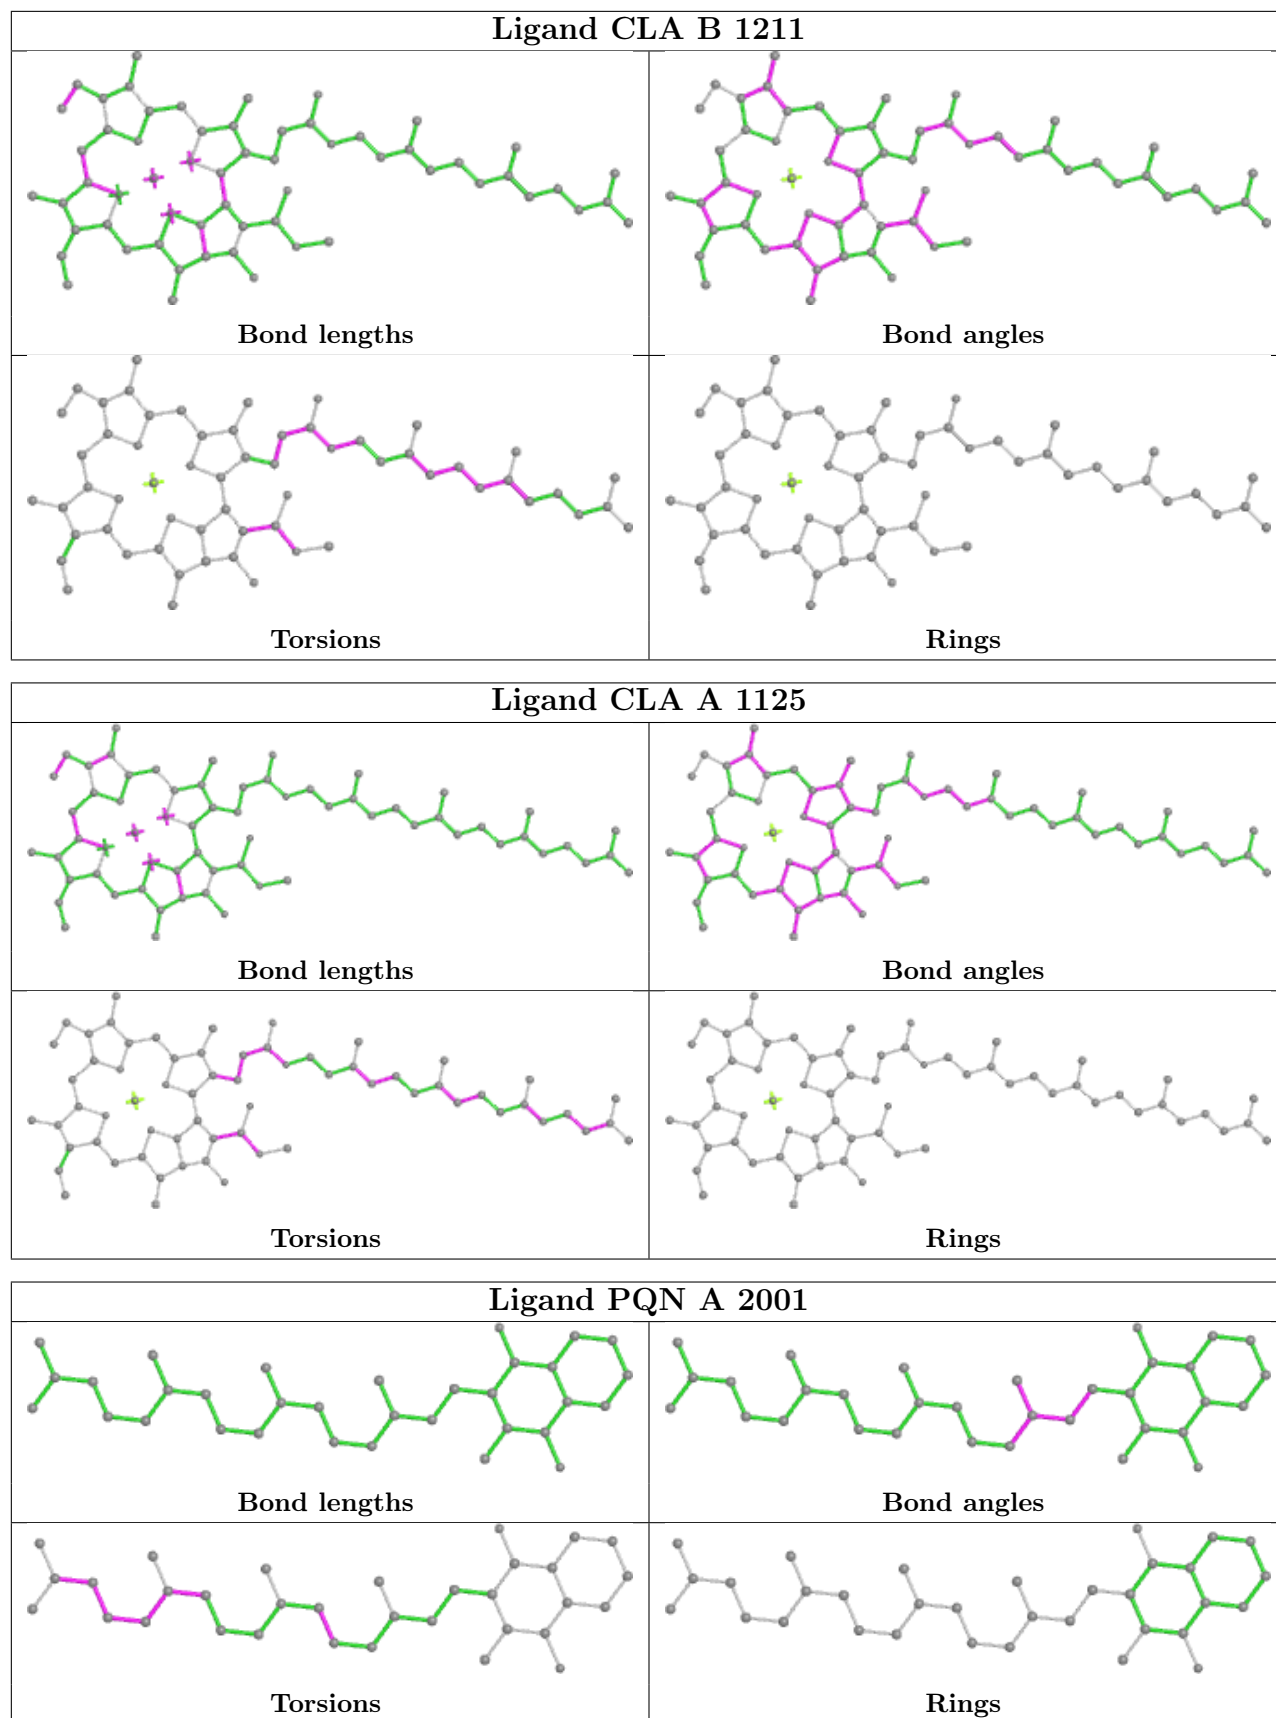 Ligand CLA B 1211
Bond lengths
Bond angles
Torsions
Rings
Ligand CLA A 1125
Bond lengths
Bond angles
Torsions
Rings
Ligand PQN A 2001
Bond lengths
Bond angles
Torsions
Rings